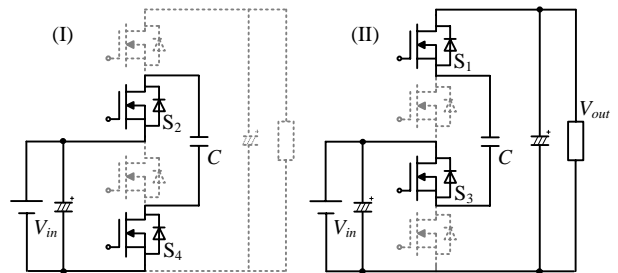 (I)
S2
C
Vin
S4
+
+
(II)
S1
Vout
C
S3
Vin
+
+